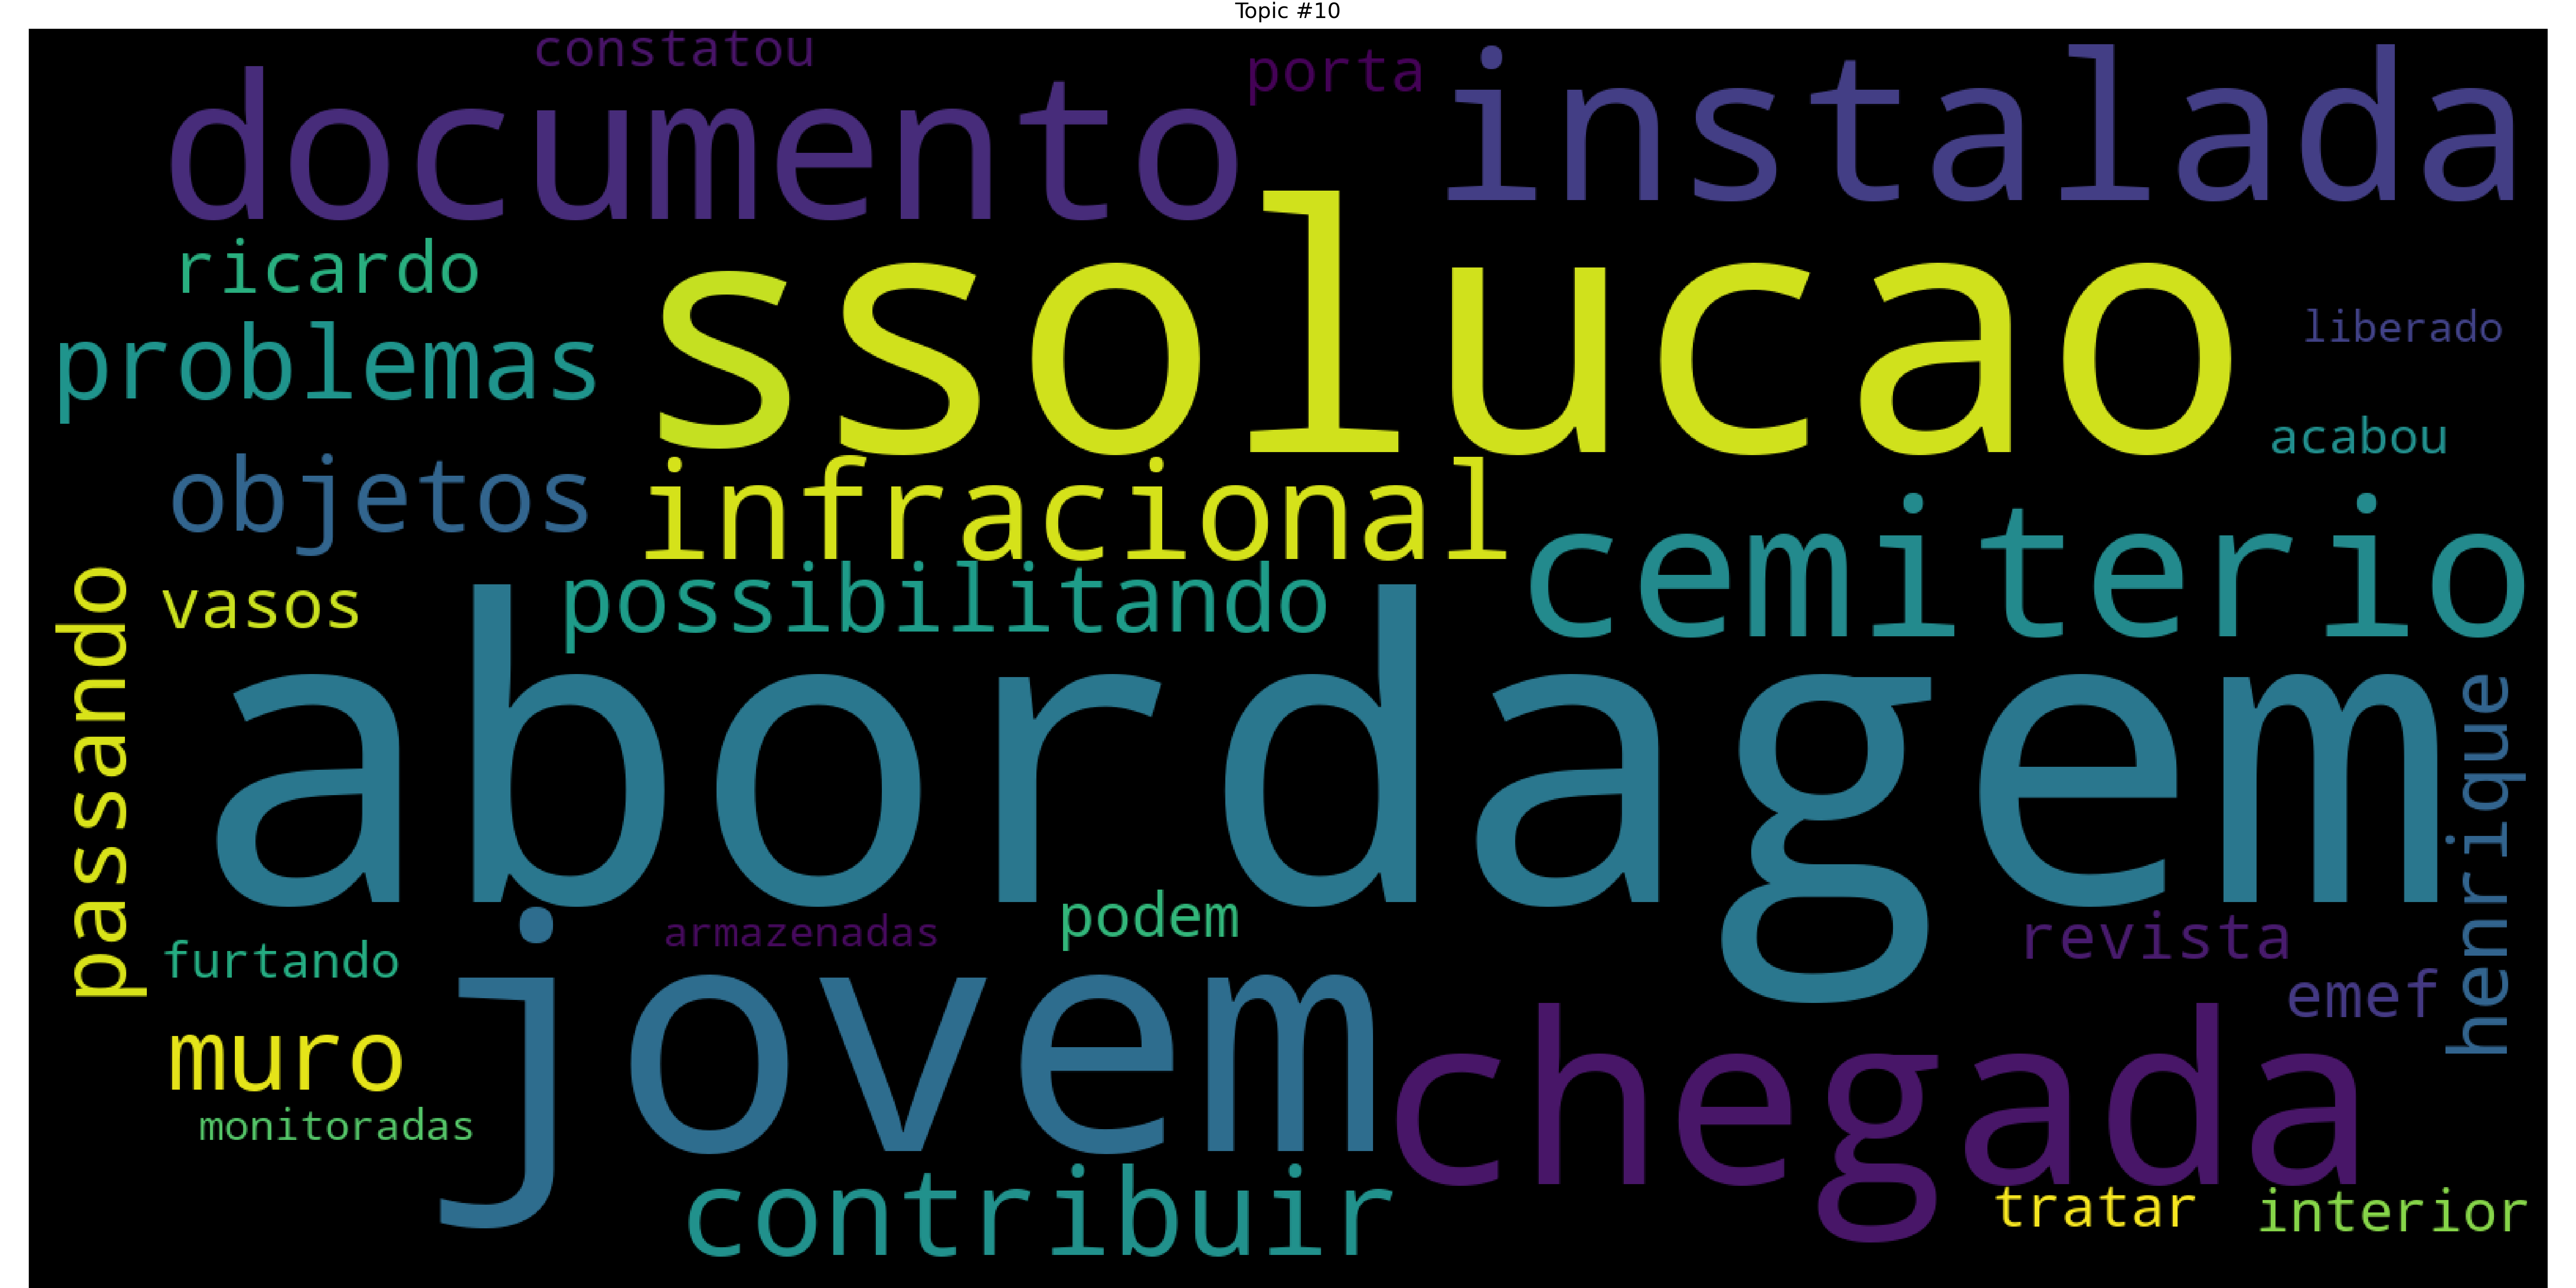 Topic #10
constatou
porta
documento
instalada
ricardo
ssolucao
liberado
problemas
acabou
objetos
infracional
cemiterio
passando
vasos
possibilitando
abordagem
henrique
furtando
armazenadas
podem
revista
emef
jovem
chegada
muro
monitoradas
contribuir
tratar
interior